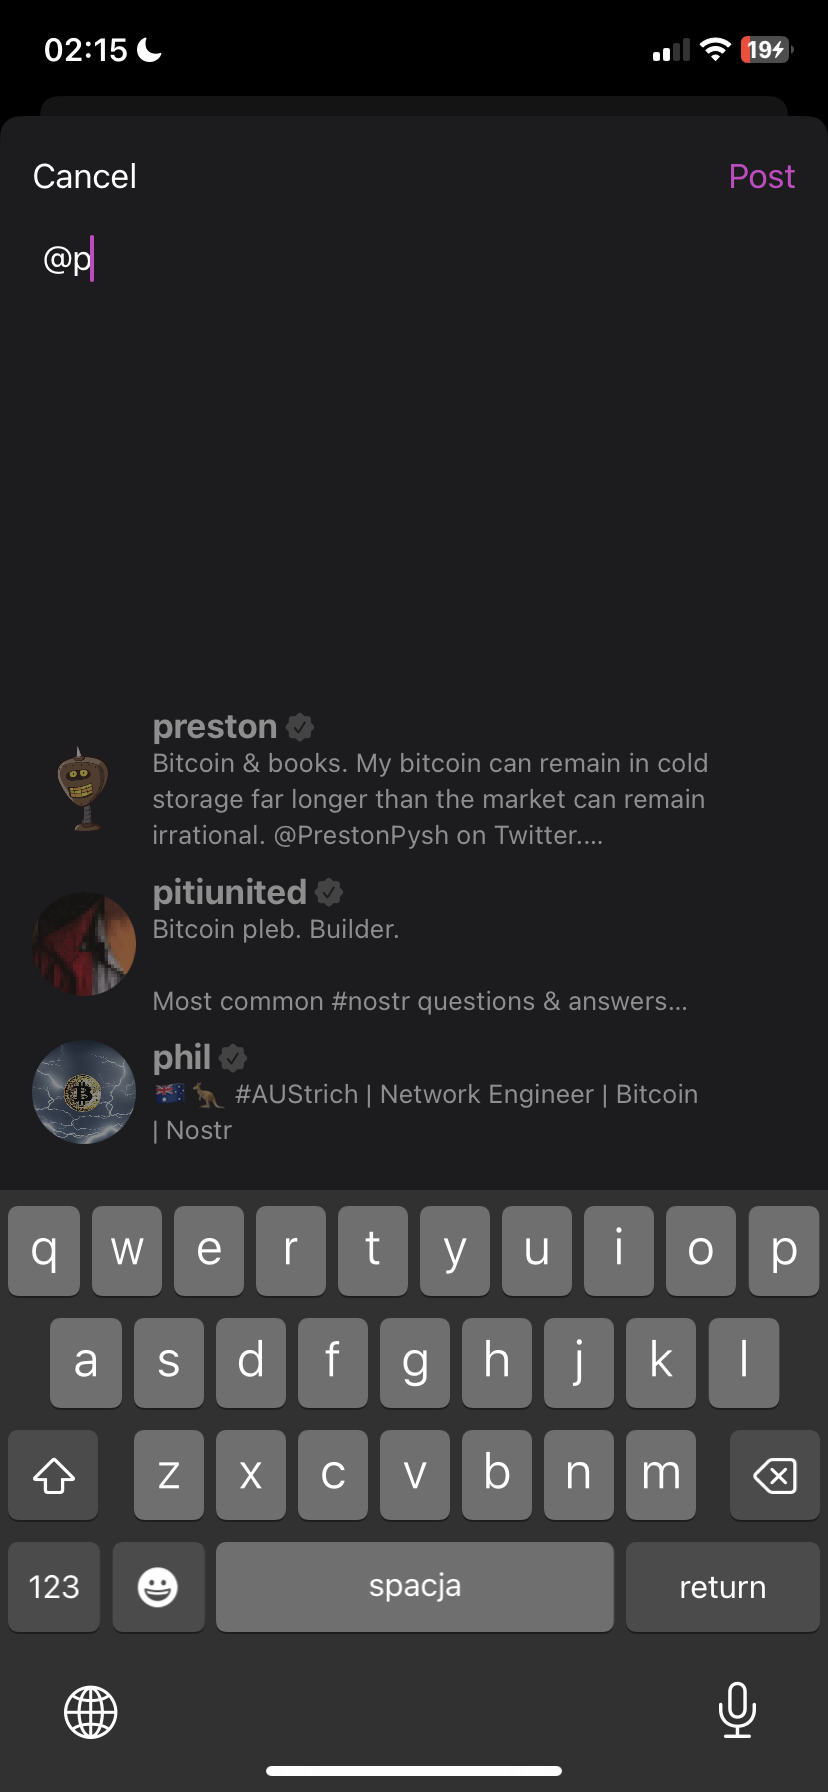 02:15
19
Cancel
Post
@p
preston
Bitcoin & books. My bitcoin can remain in cold
storage far longer than the market can remain
irrational. @PrestonPysh on Twitter....
pitiunited
Bitcoin pleb. Builder.
Most common #nostr questions & answers...
phil
🇦🇺 🦘 #AUStrich | Network Engineer | Bitcoin
| Nostr
q w e r t y u i o p
a s d f g h j k l
z x c v b n m
123
spacja
return